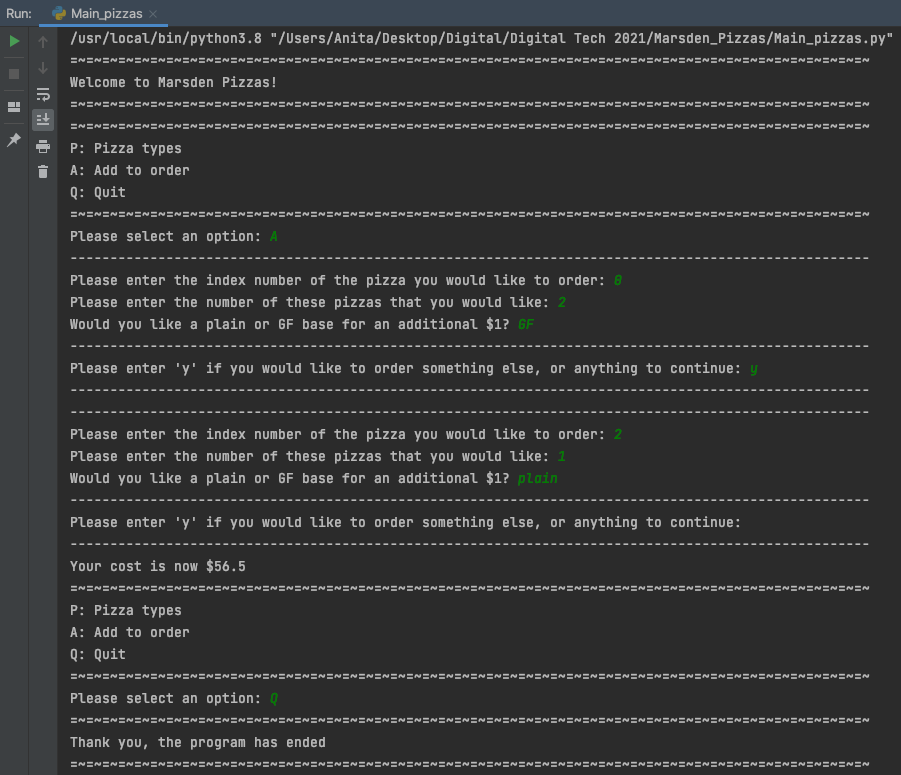 Run: Main_pizzas
/usr/local/bin/python3.8 "/Users/Anita/Desktop/Digital/Digital Tech 2021/Marsden_Pizzas/Main_pizzas.py"
=~=~=~=~=~=~=~=~=~=~=~=~=~=~=~=~=~=~=~=~=~=~=~=~=~=~=~=~=~=~=~=~=~=~=~=~=~=~=~=~=~=~=~=~=~=~=~=~=~=~
Welcome to Marsden Pizzas!
=~=~=~=~=~=~=~=~=~=~=~=~=~=~=~=~=~=~=~=~=~=~=~=~=~=~=~=~=~=~=~=~=~=~=~=~=~=~=~=~=~=~=~=~=~=~=~=~=~=~
=~=~=~=~=~=~=~=~=~=~=~=~=~=~=~=~=~=~=~=~=~=~=~=~=~=~=~=~=~=~=~=~=~=~=~=~=~=~=~=~=~=~=~=~=~=~=~=~=~=~
P: Pizza types
A: Add to order
Q: Quit
=~=~=~=~=~=~=~=~=~=~=~=~=~=~=~=~=~=~=~=~=~=~=~=~=~=~=~=~=~=~=~=~=~=~=~=~=~=~=~=~=~=~=~=~=~=~=~=~=~=~
Please select an option: A
----------------------------------------------------------------------------------------------------
Please enter the index number of the pizza you would like to order: 0
Please enter the number of these pizzas that you would like: 2
Would you like a plain or GF base for an additional $1? GF
----------------------------------------------------------------------------------------------------
Please enter 'y' if you would like to order something else, or anything to continue: y
----------------------------------------------------------------------------------------------------
----------------------------------------------------------------------------------------------------
Please enter the index number of the pizza you would like to order: 2
Please enter the number of these pizzas that you would like: 1
Would you like a plain or GF base for an additional $1? plain
----------------------------------------------------------------------------------------------------
Please enter 'y' if you would like to order something else, or anything to continue:
----------------------------------------------------------------------------------------------------
Your cost is now $56.5
=~=~=~=~=~=~=~=~=~=~=~=~=~=~=~=~=~=~=~=~=~=~=~=~=~=~=~=~=~=~=~=~=~=~=~=~=~=~=~=~=~=~=~=~=~=~=~=~=~=~
P: Pizza types
A: Add to order
Q: Quit
=~=~=~=~=~=~=~=~=~=~=~=~=~=~=~=~=~=~=~=~=~=~=~=~=~=~=~=~=~=~=~=~=~=~=~=~=~=~=~=~=~=~=~=~=~=~=~=~=~=~
Please select an option: Q
=~=~=~=~=~=~=~=~=~=~=~=~=~=~=~=~=~=~=~=~=~=~=~=~=~=~=~=~=~=~=~=~=~=~=~=~=~=~=~=~=~=~=~=~=~=~=~=~=~=~
Thank you, the program has ended
=~=~=~=~=~=~=~=~=~=~=~=~=~=~=~=~=~=~=~=~=~=~=~=~=~=~=~=~=~=~=~=~=~=~=~=~=~=~=~=~=~=~=~=~=~=~=~=~=~=~